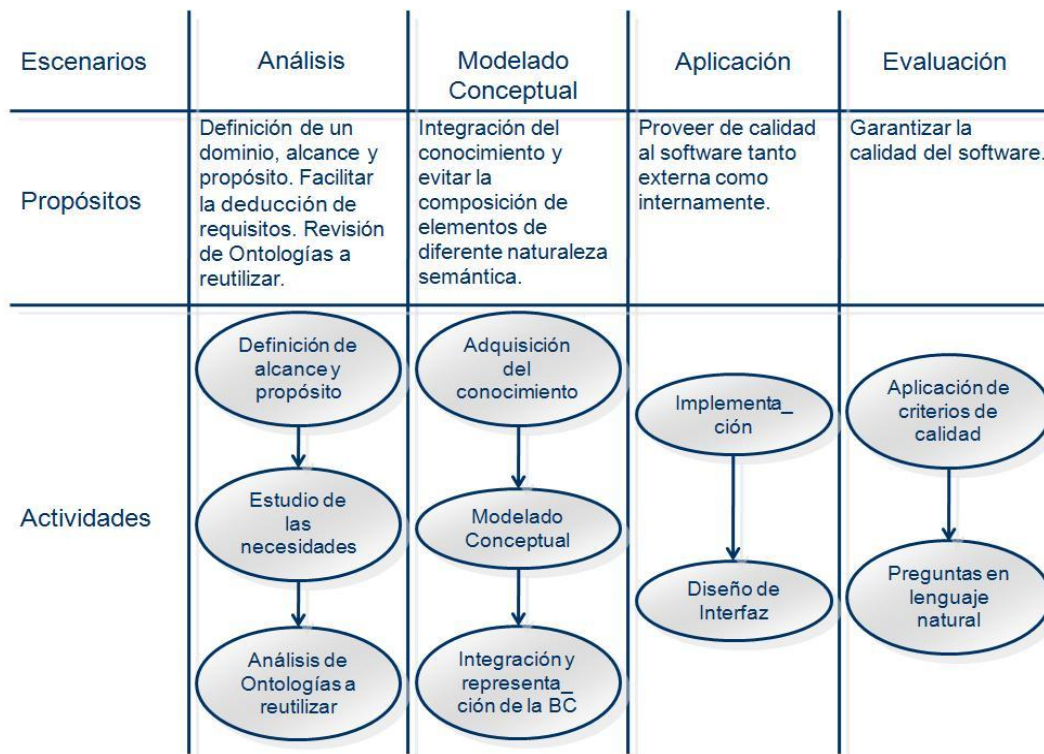 Escenarios
Análisis
Modelado
Conceptual
Aplicación
Evaluación
Propósitos
Definición de un
dominio, alcance y
propósito. Facilitar
la deducción de
requisitos. Revisión
de Ontologías a
reutilizar.
Integración del
conocimiento y
evitar la
composición de
elementos de
diferente naturaleza
semántica.
Proveer de calidad
al software tanto
externa como
internamente.
Garantizar la
calidad del software.
Actividades
Definición de
alcance y
propósito
Estudio de
las
necesidades
Análisis de
Ontologías a
reutilizar
Adquisición
del
conocimiento
Modelado
Conceptual
Integración y
representa_
ción de la BC
Implementa_
ción
Diseño de
Interfaz
Aplicación de
criterios de
calidad
Preguntas en
lenguaje
natural